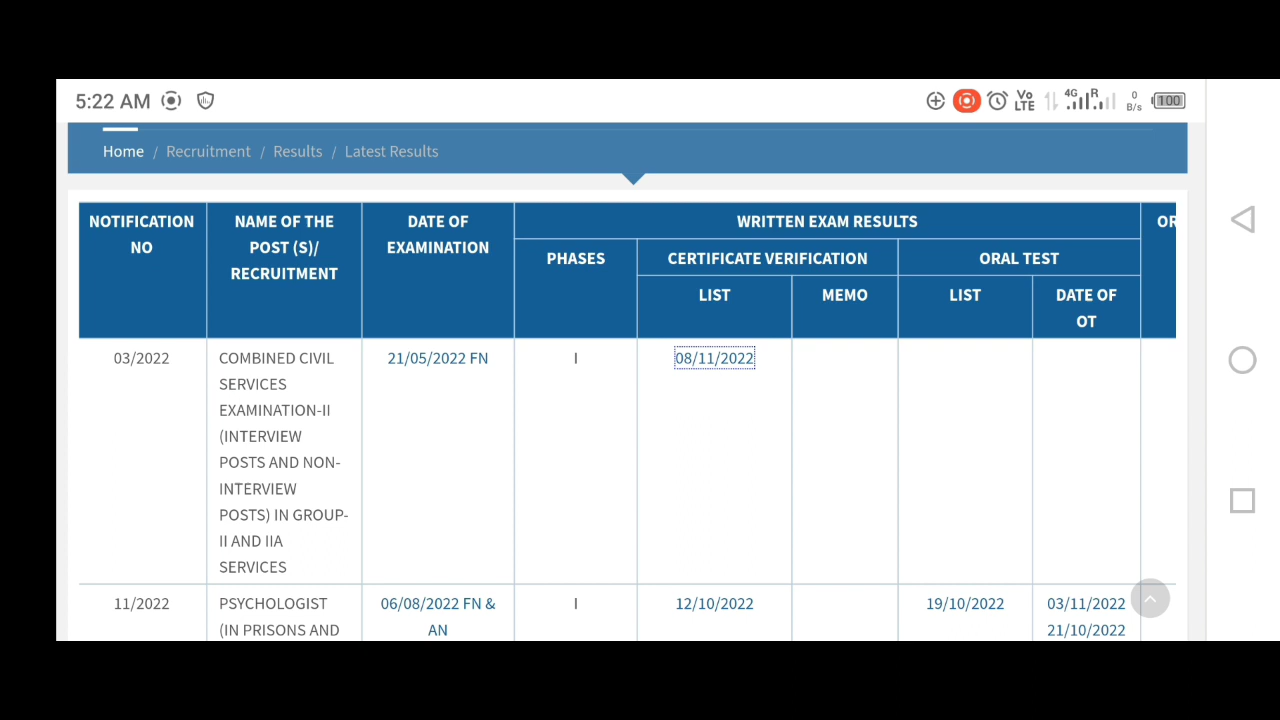 5:22 AM
Vo
LTE
4G
R
0
B/s
100
Home / Recruitment / Results / Latest Results
NOTIFICATION
NO
NAME OF THE
POST (S)/
RECRUITMENT
DATE OF
EXAMINATION
WRITTEN EXAM RESULTS
OR
PHASES
CERTIFICATE VERIFICATION
ORAL TEST
LIST
MEMO
LIST
DATE OF
OT
03/2022
COMBINED CIVIL
SERVICES
EXAMINATION-II
(INTERVIEW
POSTS AND NON-
INTERVIEW
POSTS) IN GROUP-
II AND IIA
SERVICES
21/05/2022 FN
I
08/11/2022
11/2022
PSYCHOLOGIST
(IN PRISONS AND
06/08/2022 FN &
AN
I
12/10/2022
19/10/2022
03/11/2022
21/10/2022